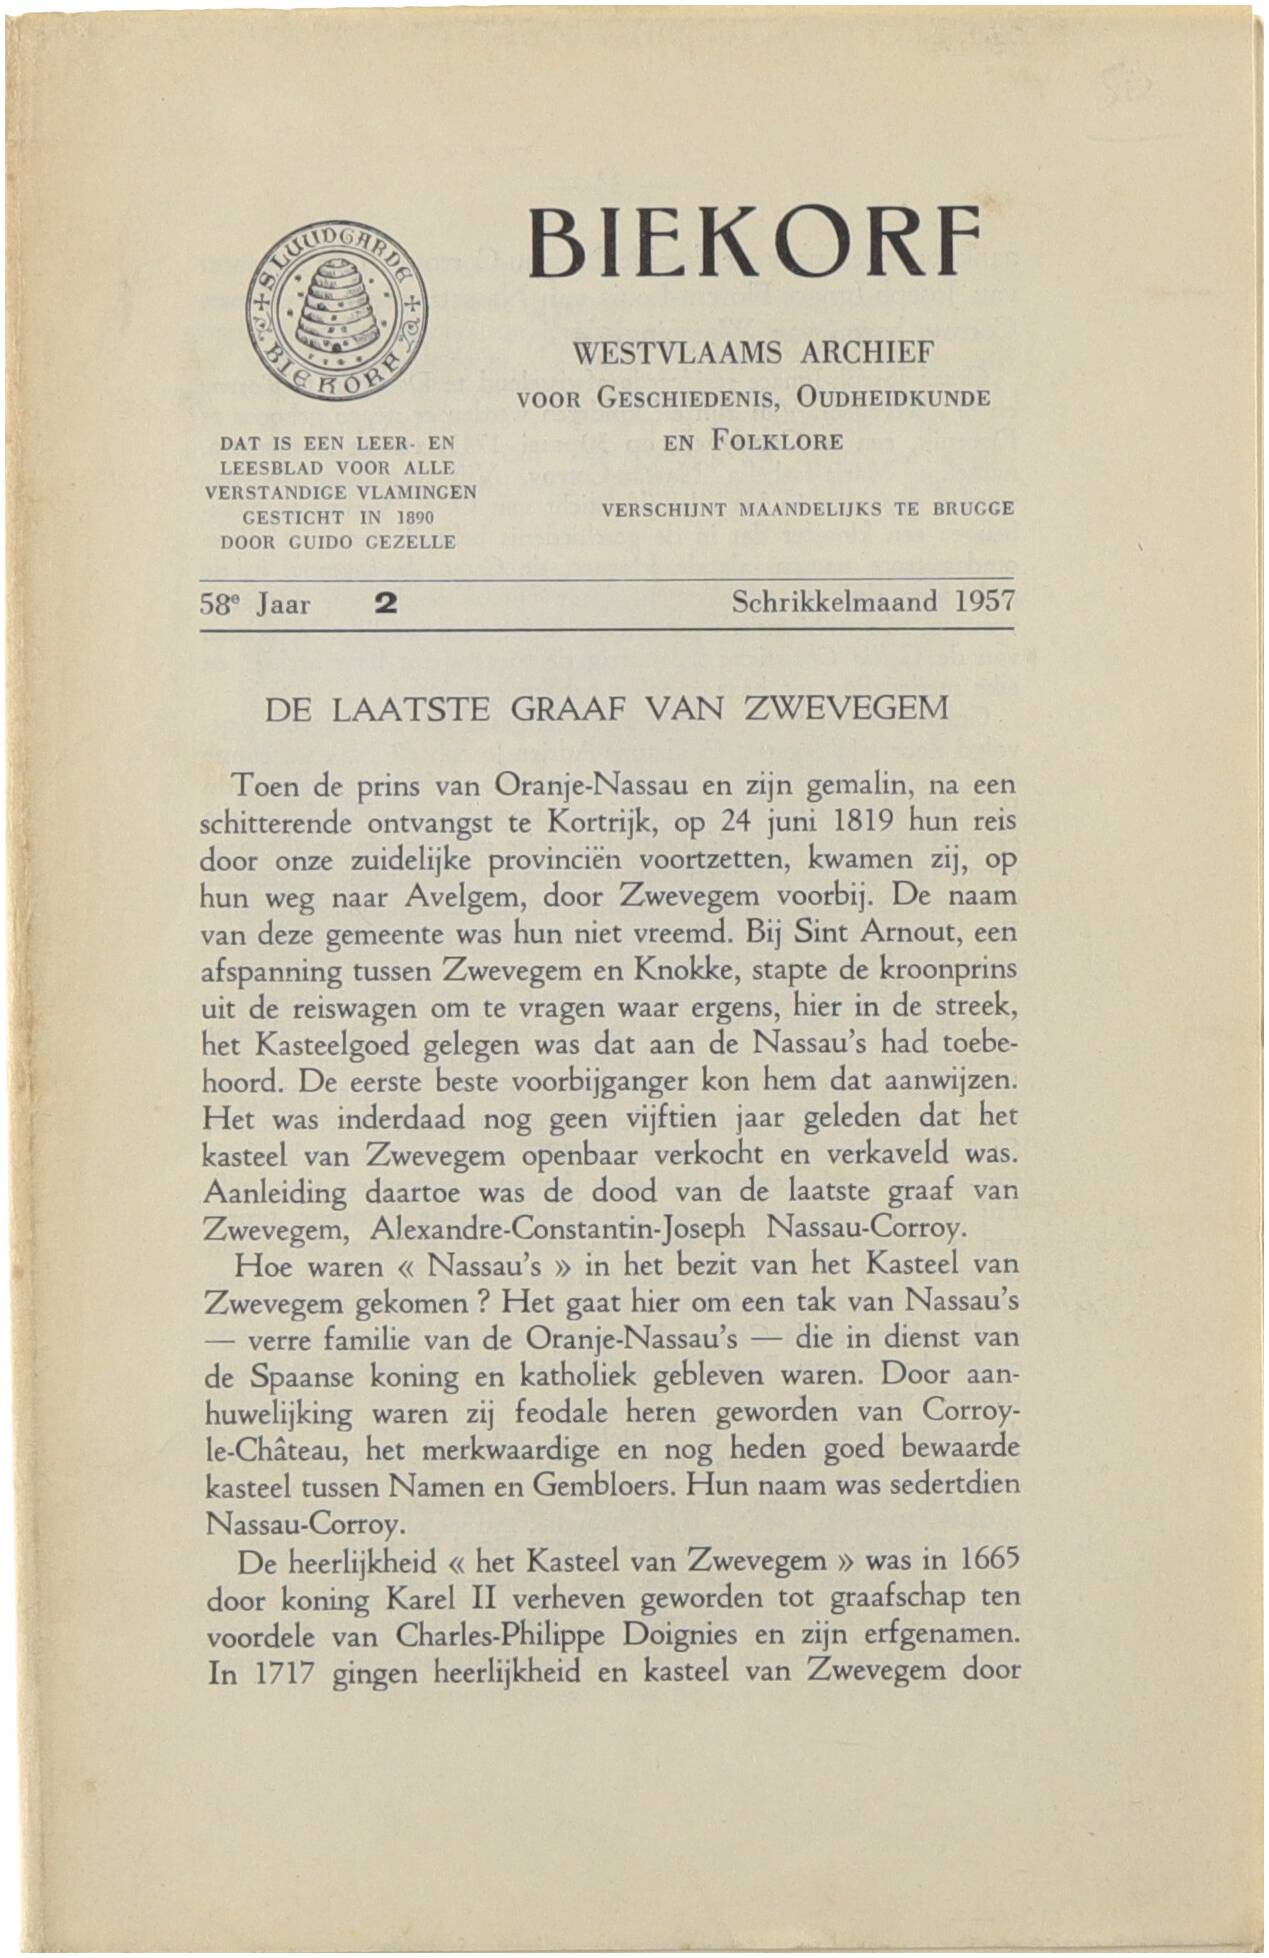 S. LUUDGARDE
BIEKORF
BIEKORF
WESTVLAAMS ARCHIEF
VOOR GESCHIEDENIS, OUDHEIDKUNDE
EN FOLKLORE
VERSCHIJNT MAANDELIJKS TE BRUGGE
DAT IS EEN LEER- EN
LEESBLAD VOOR ALLE
VERSTANDIGE VLAMINGEN
GESTICHT IN 1890
DOOR GUIDO GEZELLE
58e Jaar 2 Schrikkelmaand 1957
DE LAATSTE GRAAF VAN ZWEVEGEM
Toen de prins van Oranje-Nassau en zijn gemalin, na een
schitterende ontvangst te Kortrijk, op 24 juni 1819 hun reis
door onze zuidelijke provinciën voortzetten, kwamen zij, op
hun weg naar Avelgem, door Zwevegem voorbij. De naam
van deze gemeente was hun niet vreemd. Bij Sint Arnout, een
afspanning tussen Zwevegem en Knokke, stapte de kroonprins
uit de reiswagen om te vragen waar ergens, hier in de streek,
het Kasteelgoed gelegen was dat aan de Nassau's had toebe-
hoord. De eerste beste voorbijganger kon hem dat aanwijzen.
Het was inderdaad nog geen vijftien jaar geleden dat het
kasteel van Zwevegem openbaar verkocht en verkaveld was.
Aanleiding daartoe was de dood van de laatste graaf van
Zwevegem, Alexandre-Constantin-Joseph Nassau-Corroy.
Hoe waren « Nassau's » in het bezit van het Kasteel van
Zwevegem gekomen ? Het gaat hier om een tak van Nassau's
— verre familie van de Oranje-Nassau's — die in dienst van
de Spaanse koning en katholiek gebleven waren. Door aan-
huwelijking waren zij feodale heren geworden van Corroy-
le-Château, het merkwaardige en nog heden goed bewaarde
kasteel tussen Namen en Gembloers. Hun naam was sedertdien
Nassau-Corroy.
De heerlijkheid « het Kasteel van Zwevegem » was in 1665
door koning Karel II verheven geworden tot graafschap ten
voordele van Charles-Philippe Doignies en zijn erfgenamen.
In 1717 gingen heerlijkheid en kasteel van Zwevegem door